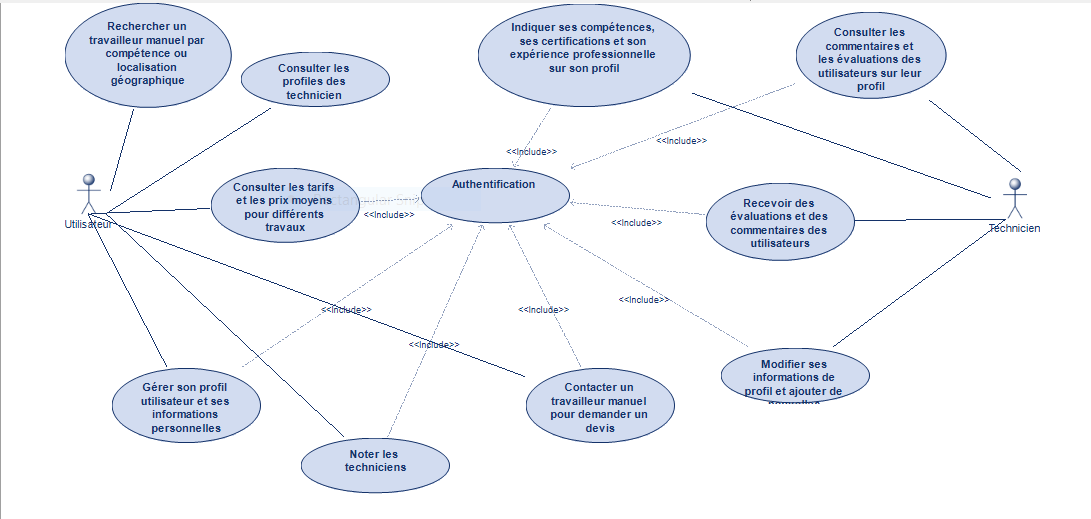 Rechercher un
travailleur manuel par
compétence ou
localisation
géographique
Consulter les
profiles des
technicien
Indiquer ses compétences,
ses certifications et son
expérience professionnelle
sur son profil
Consulter les
commentaires et
les évaluations des
utilisateurs sur leur
profil
<<Include>>
<<Include>>
Authentification
Utilisateur
Consulter les tarifs
et les prix moyens
pour différents
travaux
<<Include>>
<<Include>>
Recevoir des
évaluations et des
commentaires des
utilisateurs
Technicien
<<Include>>
<<Include>>
<<Include>>
<<Include>>
Gérer son profil
utilisateur et ses
informations
personnelles
Noter les
techniciens
Contacter un
travailleur manuel
pour demander un
devis
Modifier ses
informations de
profil et ajouter de